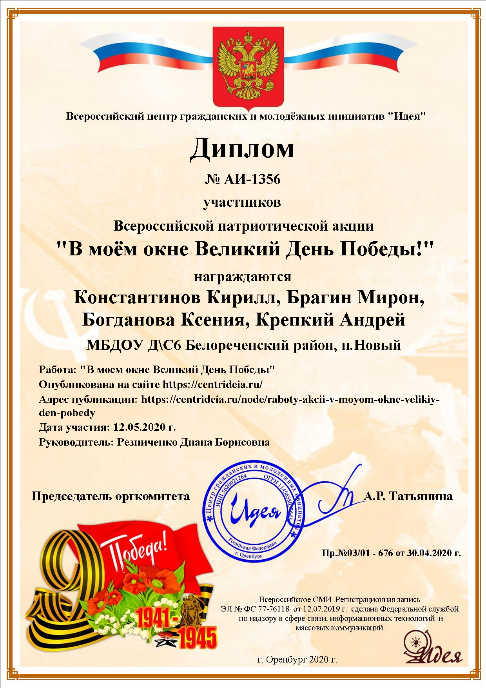 Всероссийский центр гражданских и молодёжных инициатив "Идея"
Диплом
№ АИ-1356
участников
Всероссийской патриотической акции
"В моём окне Великий День Победы!"
награждаются
Константинов Кирилл, Брагин Мирон,
Богданова Ксения, Крепкий Андрей
МБДОУ Д\С6 Белореченский район, п.Новый
Работа: "В моем окне Великий День Победы"
Опубликована на сайте https://centrideia.ru/
Адрес публикации: https://centrideia.ru/node/raboty-akcii-v-moyom-okne-velikiy-
den-pobedy
Дата участия: 12.05.2020 г.
Руководитель: Резниченко Диана Борисовна
Председатель оргкомитета
Идея
Российская Федерация
г. Оренбург
А.Р. Татьянина
Пр.№03/01 - 676 от 30.04.2020 г.
9 Победа!
1941-
1945
Всероссийское СМИ Регистрационная запись
ЭЛ № ФС 77-76118 от 12.07.2019 г. сделана Федеральной службой
по надзору в сфере связи, информационных технологий и
массовых коммуникаций
г. Оренбург 2020 г.
Идея